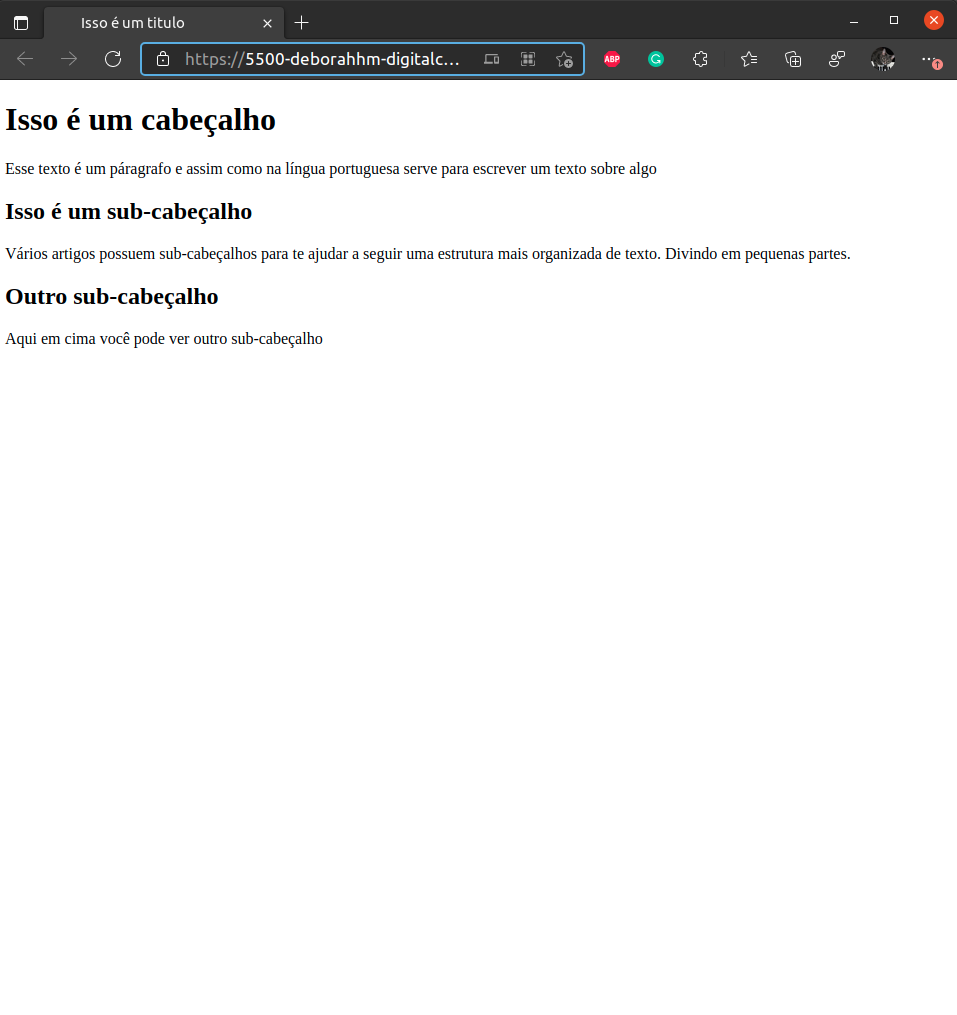 Isso é um titulo
https://5500-deborahhm-digitalc...
ABP
Isso é um cabeçalho
Esse texto é um páragrafo e assim como na língua portuguesa serve para escrever um texto sobre algo
Isso é um sub-cabeçalho
Vários artigos possuem sub-cabeçalhos para te ajudar a seguir uma estrutura mais organizada de texto. Divindo em pequenas partes.
Outro sub-cabeçalho
Aqui em cima você pode ver outro sub-cabeçalho